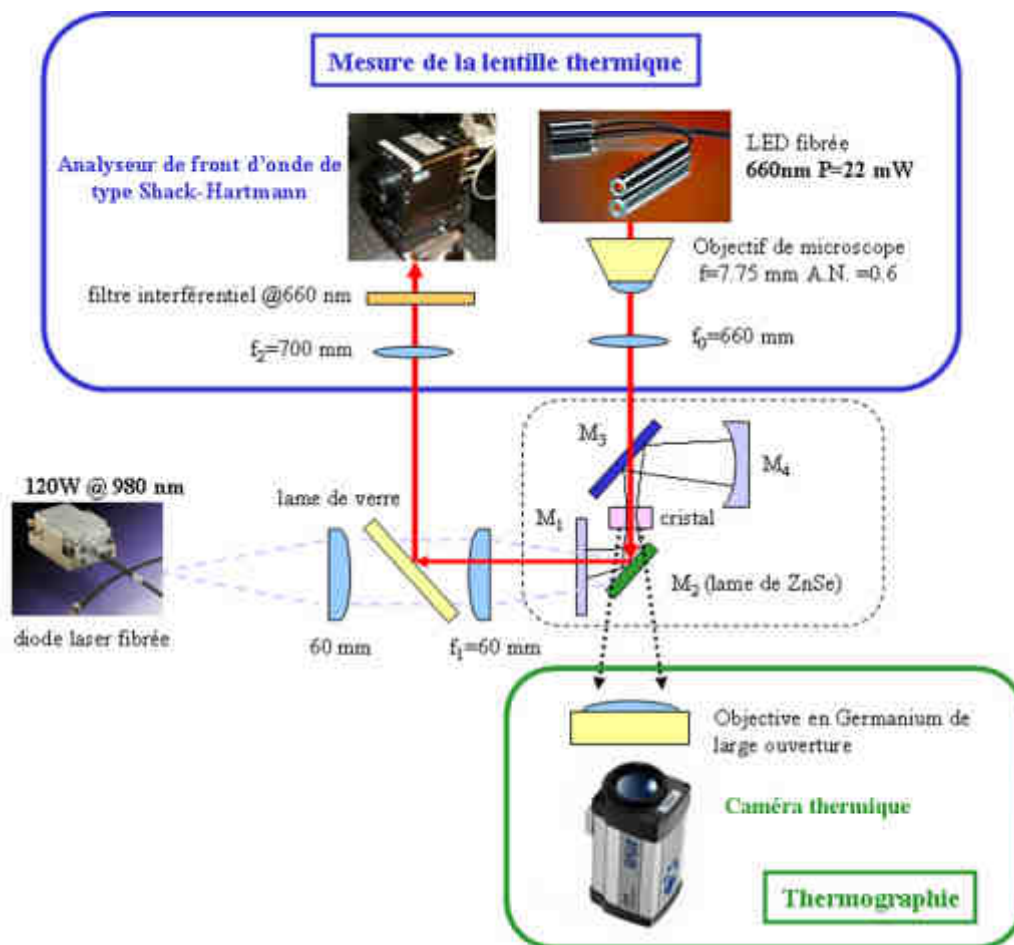 Mesure de la lentille thermique
Analyseur de front d'onde de
type Shack-Hartmann
LED fibrée
660nm P=22 mW
Objectif de microscope
f=7.75 mm A.N. =0.6
filtre interférentiel @660 nm
f2=700 mm
f0=660 mm
M3
M4
120W @ 980 nm
lame de verre
M1
cristal
M2 (lame de ZnSe)
diode laser fibrée
60 mm
f1=60 mm
Objective en Germanium de
large ouverture
Caméra thermique
Thermographie